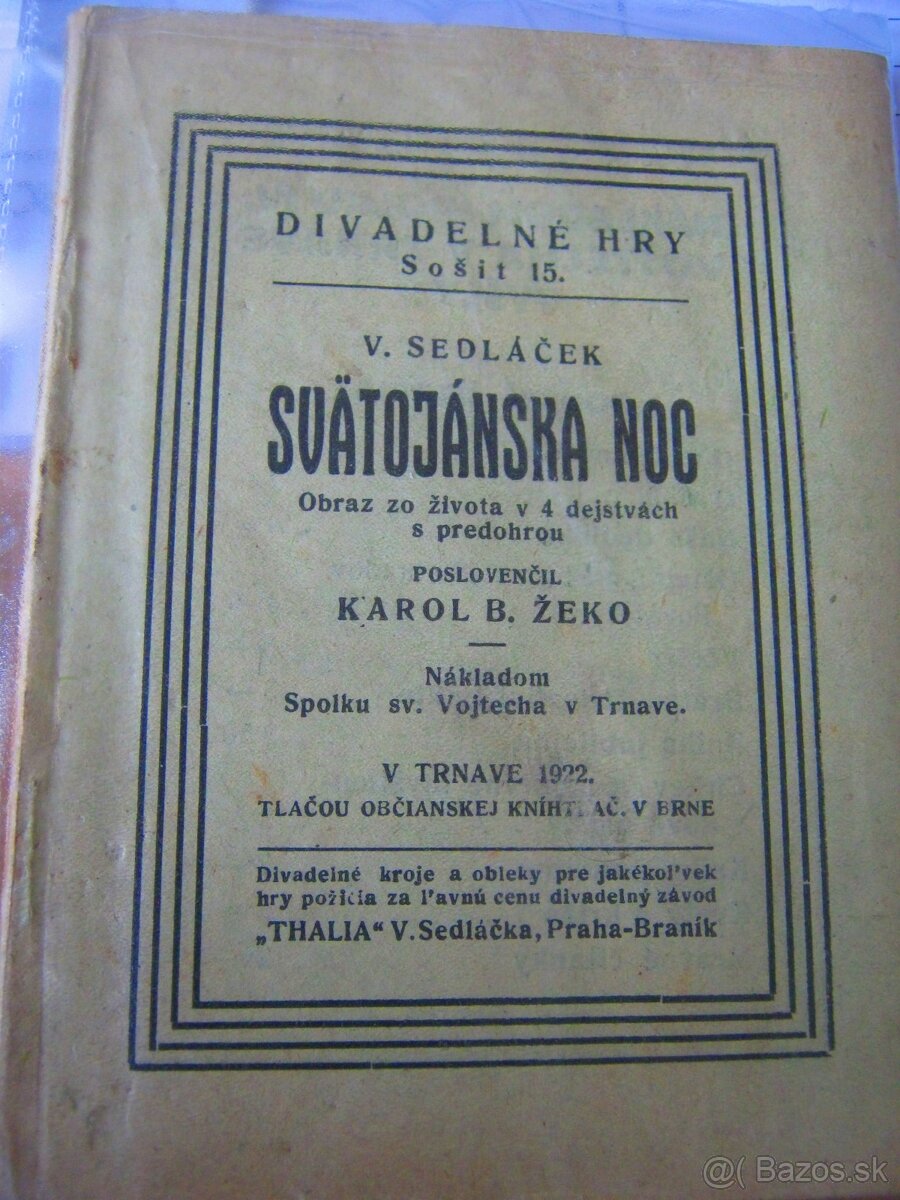 DIVADELNÉ HRY
Sošit 15.
V. SEDLÁČEK
SVÄTOJÁNSKA NOC
Obraz zo života v 4 dejstvách
s predohrou
POSLOVENČIL
KAROL B. ŽEKO
Nákladom
Spolku sv. Vojtecha v Trnave.
V TRNAVE 1922.
TLAČOU OBČIANSKEJ KNÍHTLAČ. V BRNE
Divadelné kroje a obleky pre jakékoľvek
hry požičia za ľavnú cenu divadelný závod
„THALIA“ V. Sedláčka, Praha-Braník
@( Bazos.sk